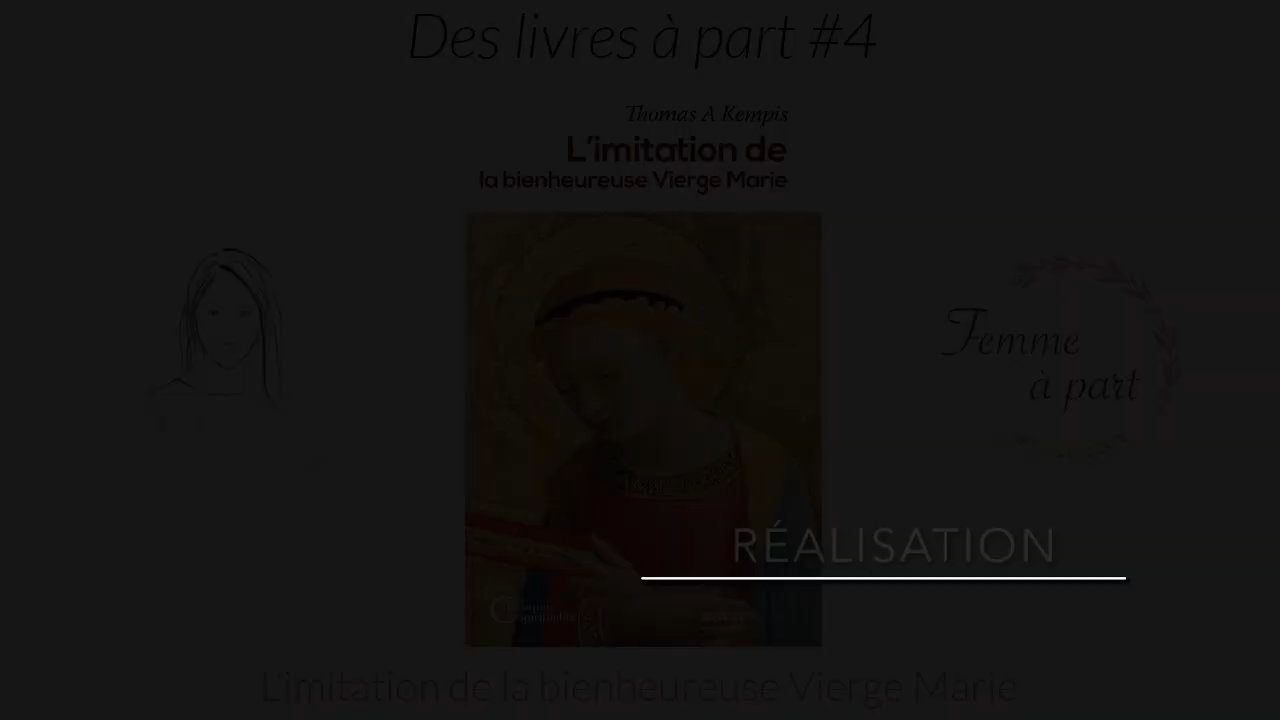 Des livres à part #4
Thomas A Kempis
L'imitation de
la bienheureuse Vierge Marie
Femme
à part
RÉALISATION
L'imitation de la bienheureuse Vierge Marie